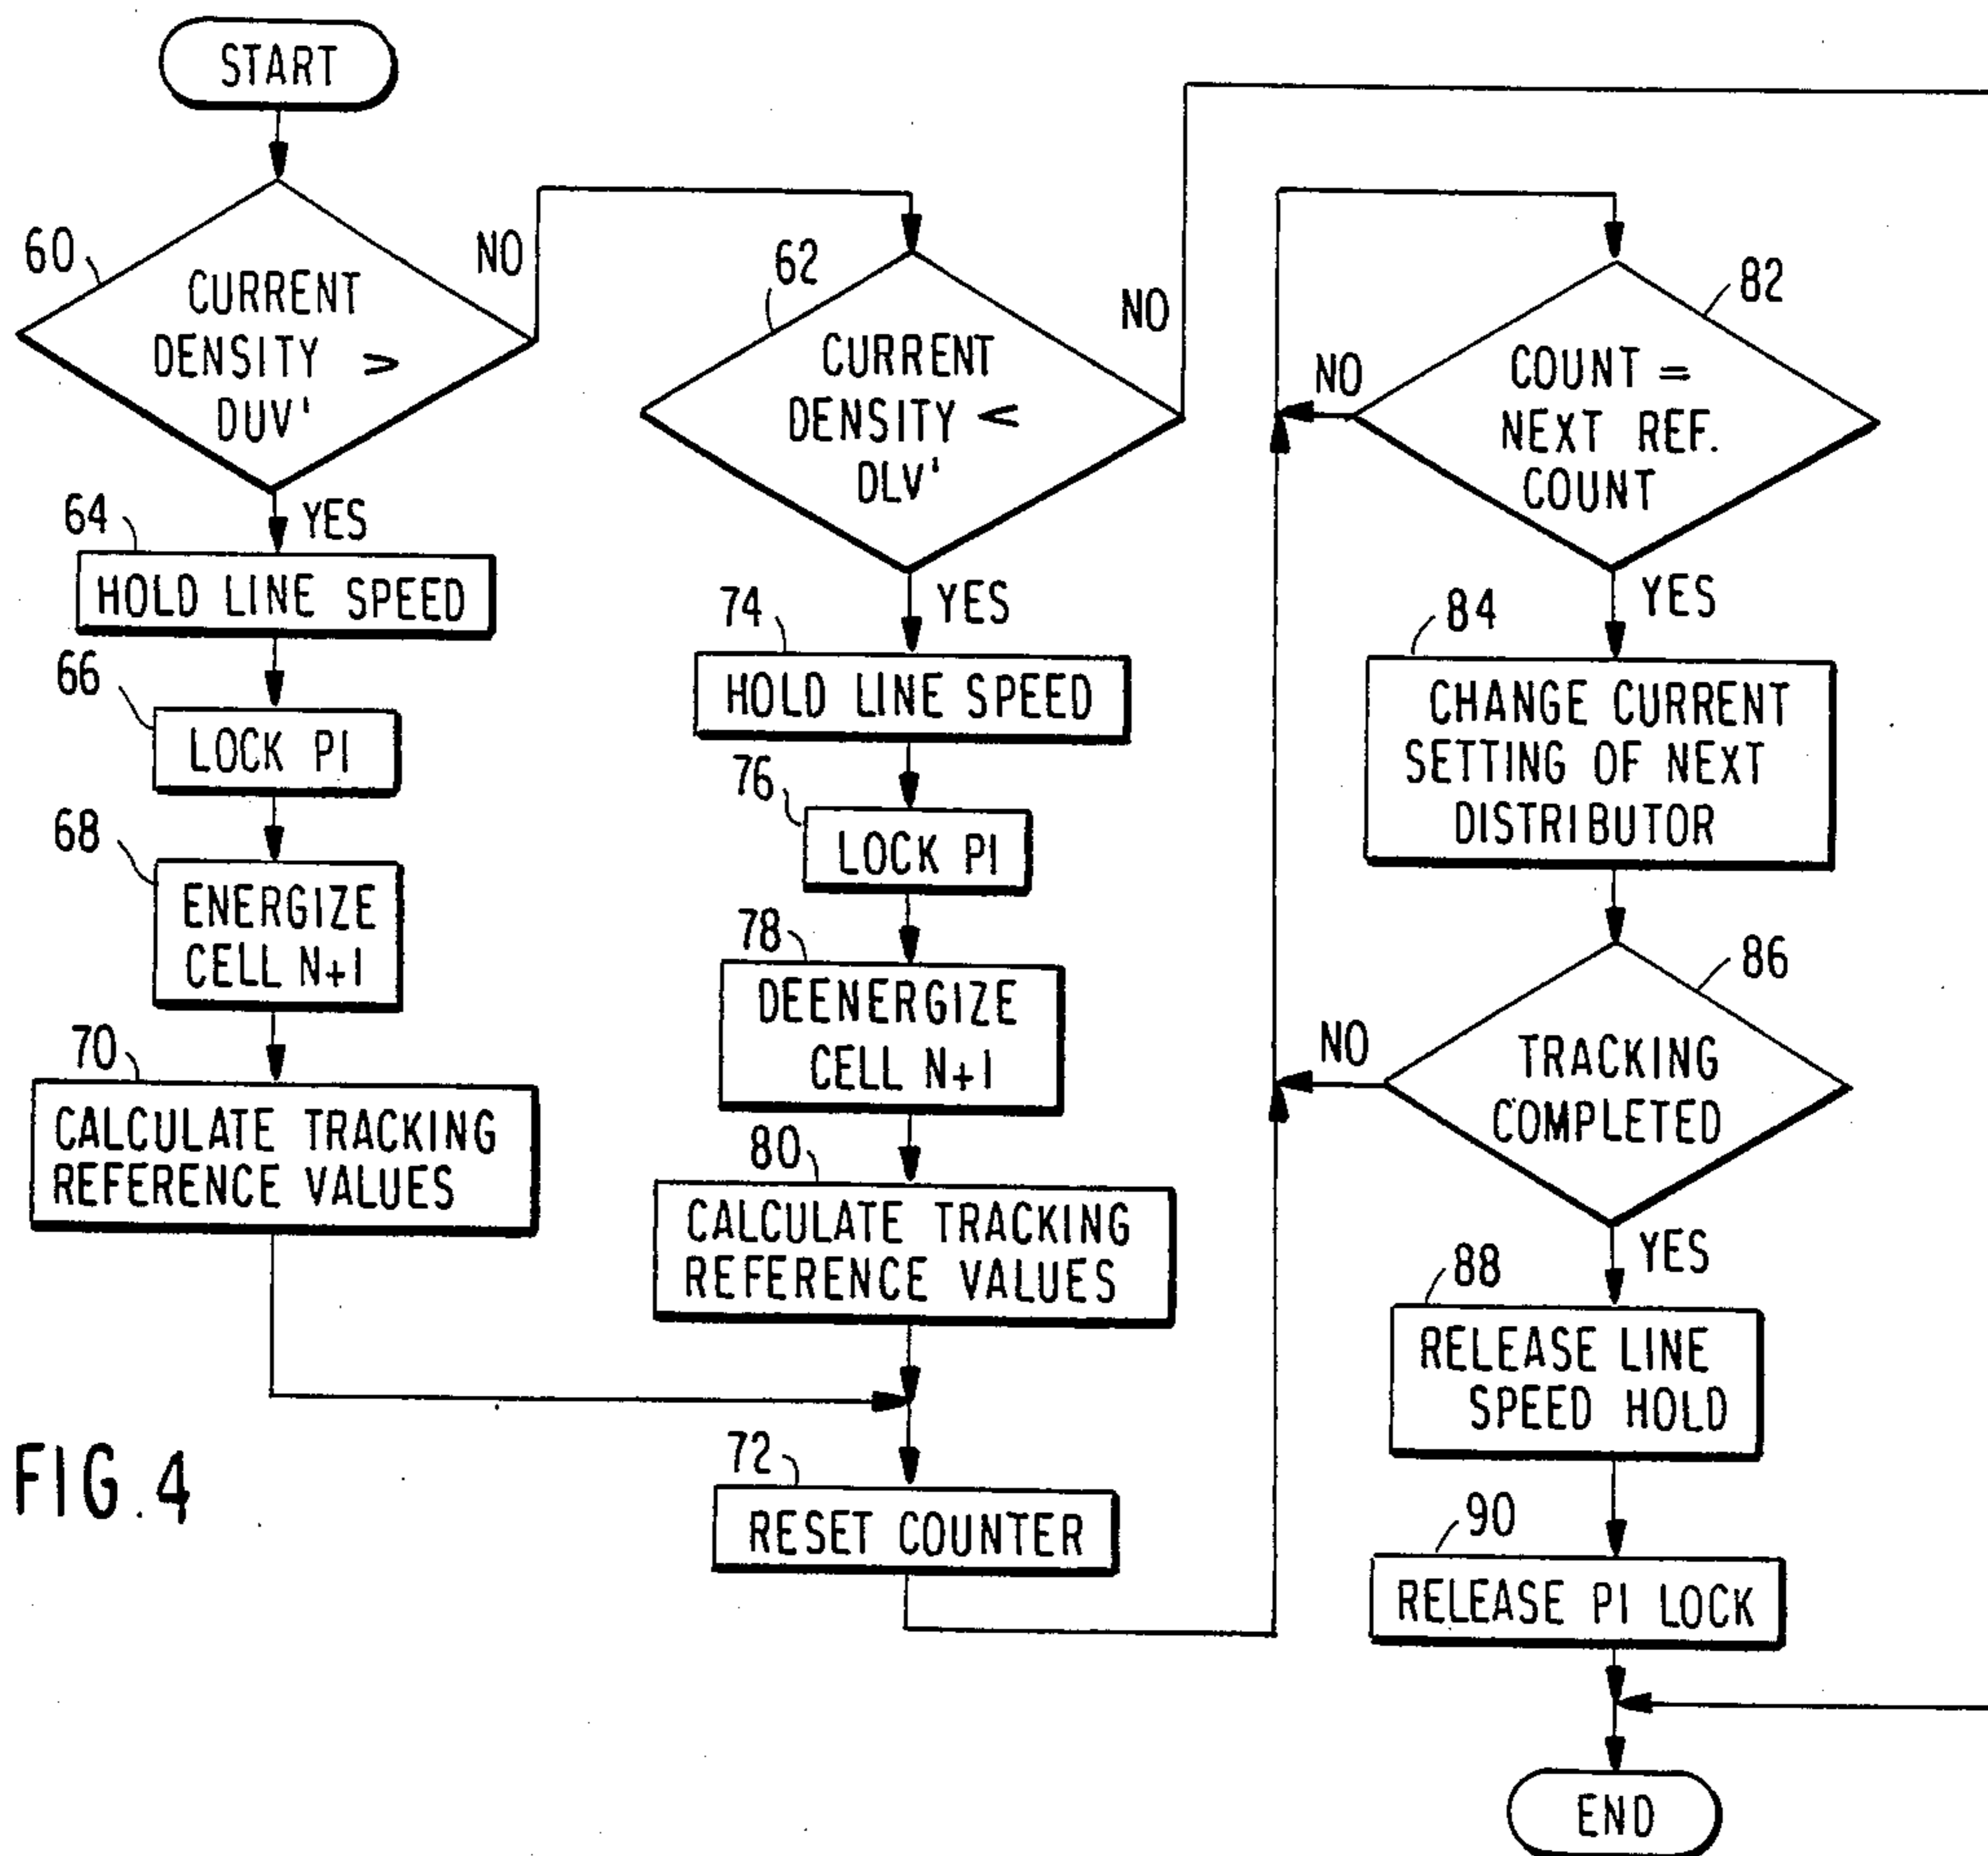 START
60
CURRENT
DENSITY >
DUV'
NO
YES
64
HOLD LINE SPEED
66
LOCK PI
68
ENERGIZE
CELL N+1
70
CALCULATE TRACKING
REFERENCE VALUES
62
CURRENT
DENSITY <
DLV'
NO
YES
74
HOLD LINE SPEED
76
LOCK PI
78
DEENERGIZE
CELL N+1
80
CALCULATE TRACKING
REFERENCE VALUES
72
RESET COUNTER
82
COUNT =
NEXT REF.
COUNT
NO
YES
84
CHANGE CURRENT
SETTING OF NEXT
DISTRIBUTOR
86
TRACKING
COMPLETED
NO
YES
88
RELEASE LINE
SPEED HOLD
90
RELEASE PI LOCK
END
FIG.4